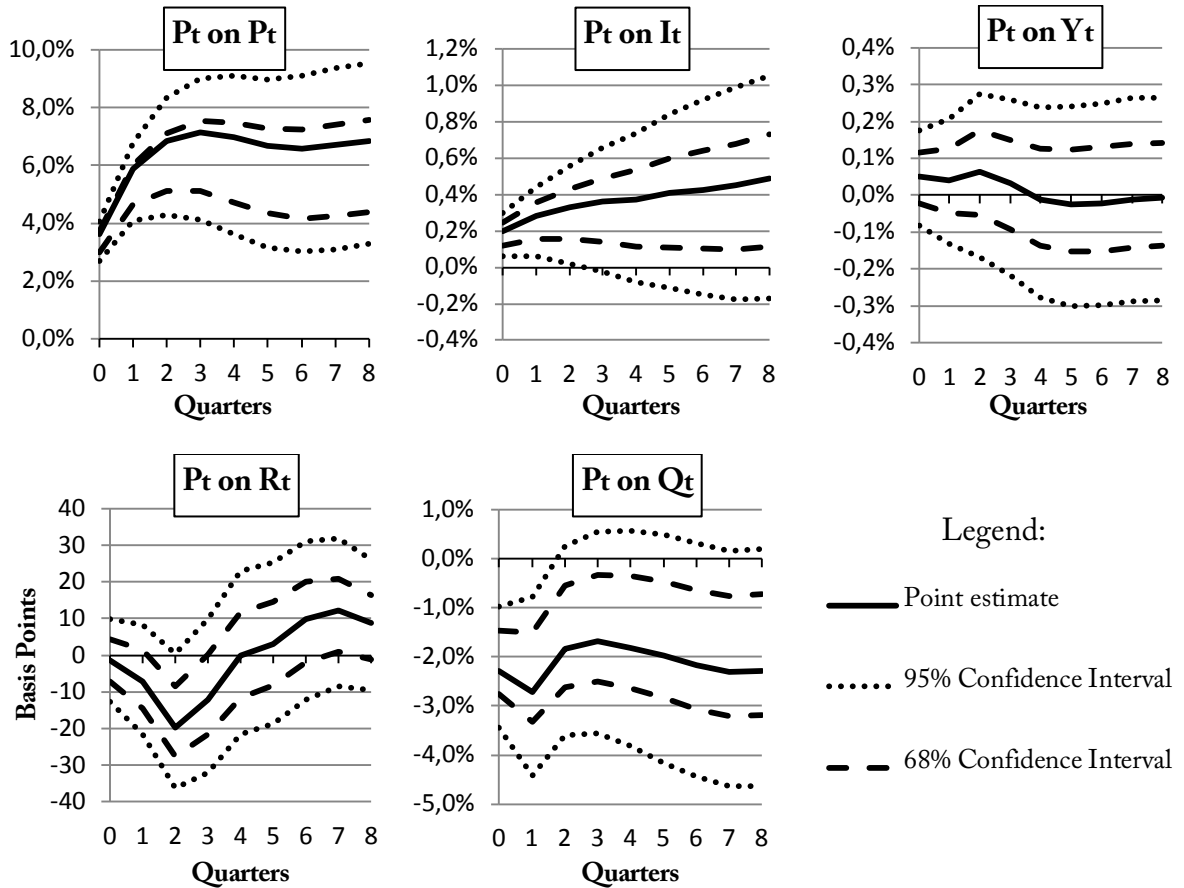 Pt on Pt
10,0%
8,0%
6,0%
4,0%
2,0%
0,0%
0 1 2 3 4 5 6 7 8
Quarters
Pt on It
1,2%
1,0%
0,8%
0,6%
0,4%
0,2%
0,0%
-0,2%
-0,4%
0 1 2 3 4 5 6 7 8
Quarters
Pt on Yt
0,4%
0,3%
0,2%
0,1%
0,0%
-0,1%
-0,2%
-0,3%
-0,4%
0 1 2 3 4 5 6 7 8
Quarters
Pt on Rt
Basis Points
40
30
20
10
0
-10
-20
-30
-40
0 1 2 3 4 5 6 7 8
Quarters
Pt on Qt
1,0%
0,0%
-1,0%
-2,0%
-3,0%
-4,0%
-5,0%
0 1 2 3 4 5 6 7 8
Quarters
Legend:
Point estimate
95% Confidence Interval
68% Confidence Interval